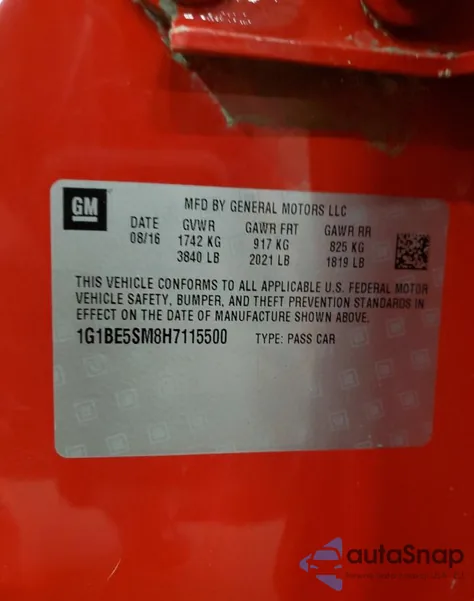 GM
MFD BY GENERAL MOTORS LLC
DATE GVWR GAWR FRT GAWR RR
08/16 1742 KG 917 KG 825 KG
3840 LB 2021 LB 1819 LB
THIS VEHICLE CONFORMS TO ALL APPLICABLE U.S. FEDERAL MOTOR
VEHICLE SAFETY, BUMPER, AND THEFT PREVENTION STANDARDS IN
EFFECT ON THE DATE OF MANUFACTURE SHOWN ABOVE.
1G1BE5SM8H7115500 TYPE: PASS CAR
autoSnap